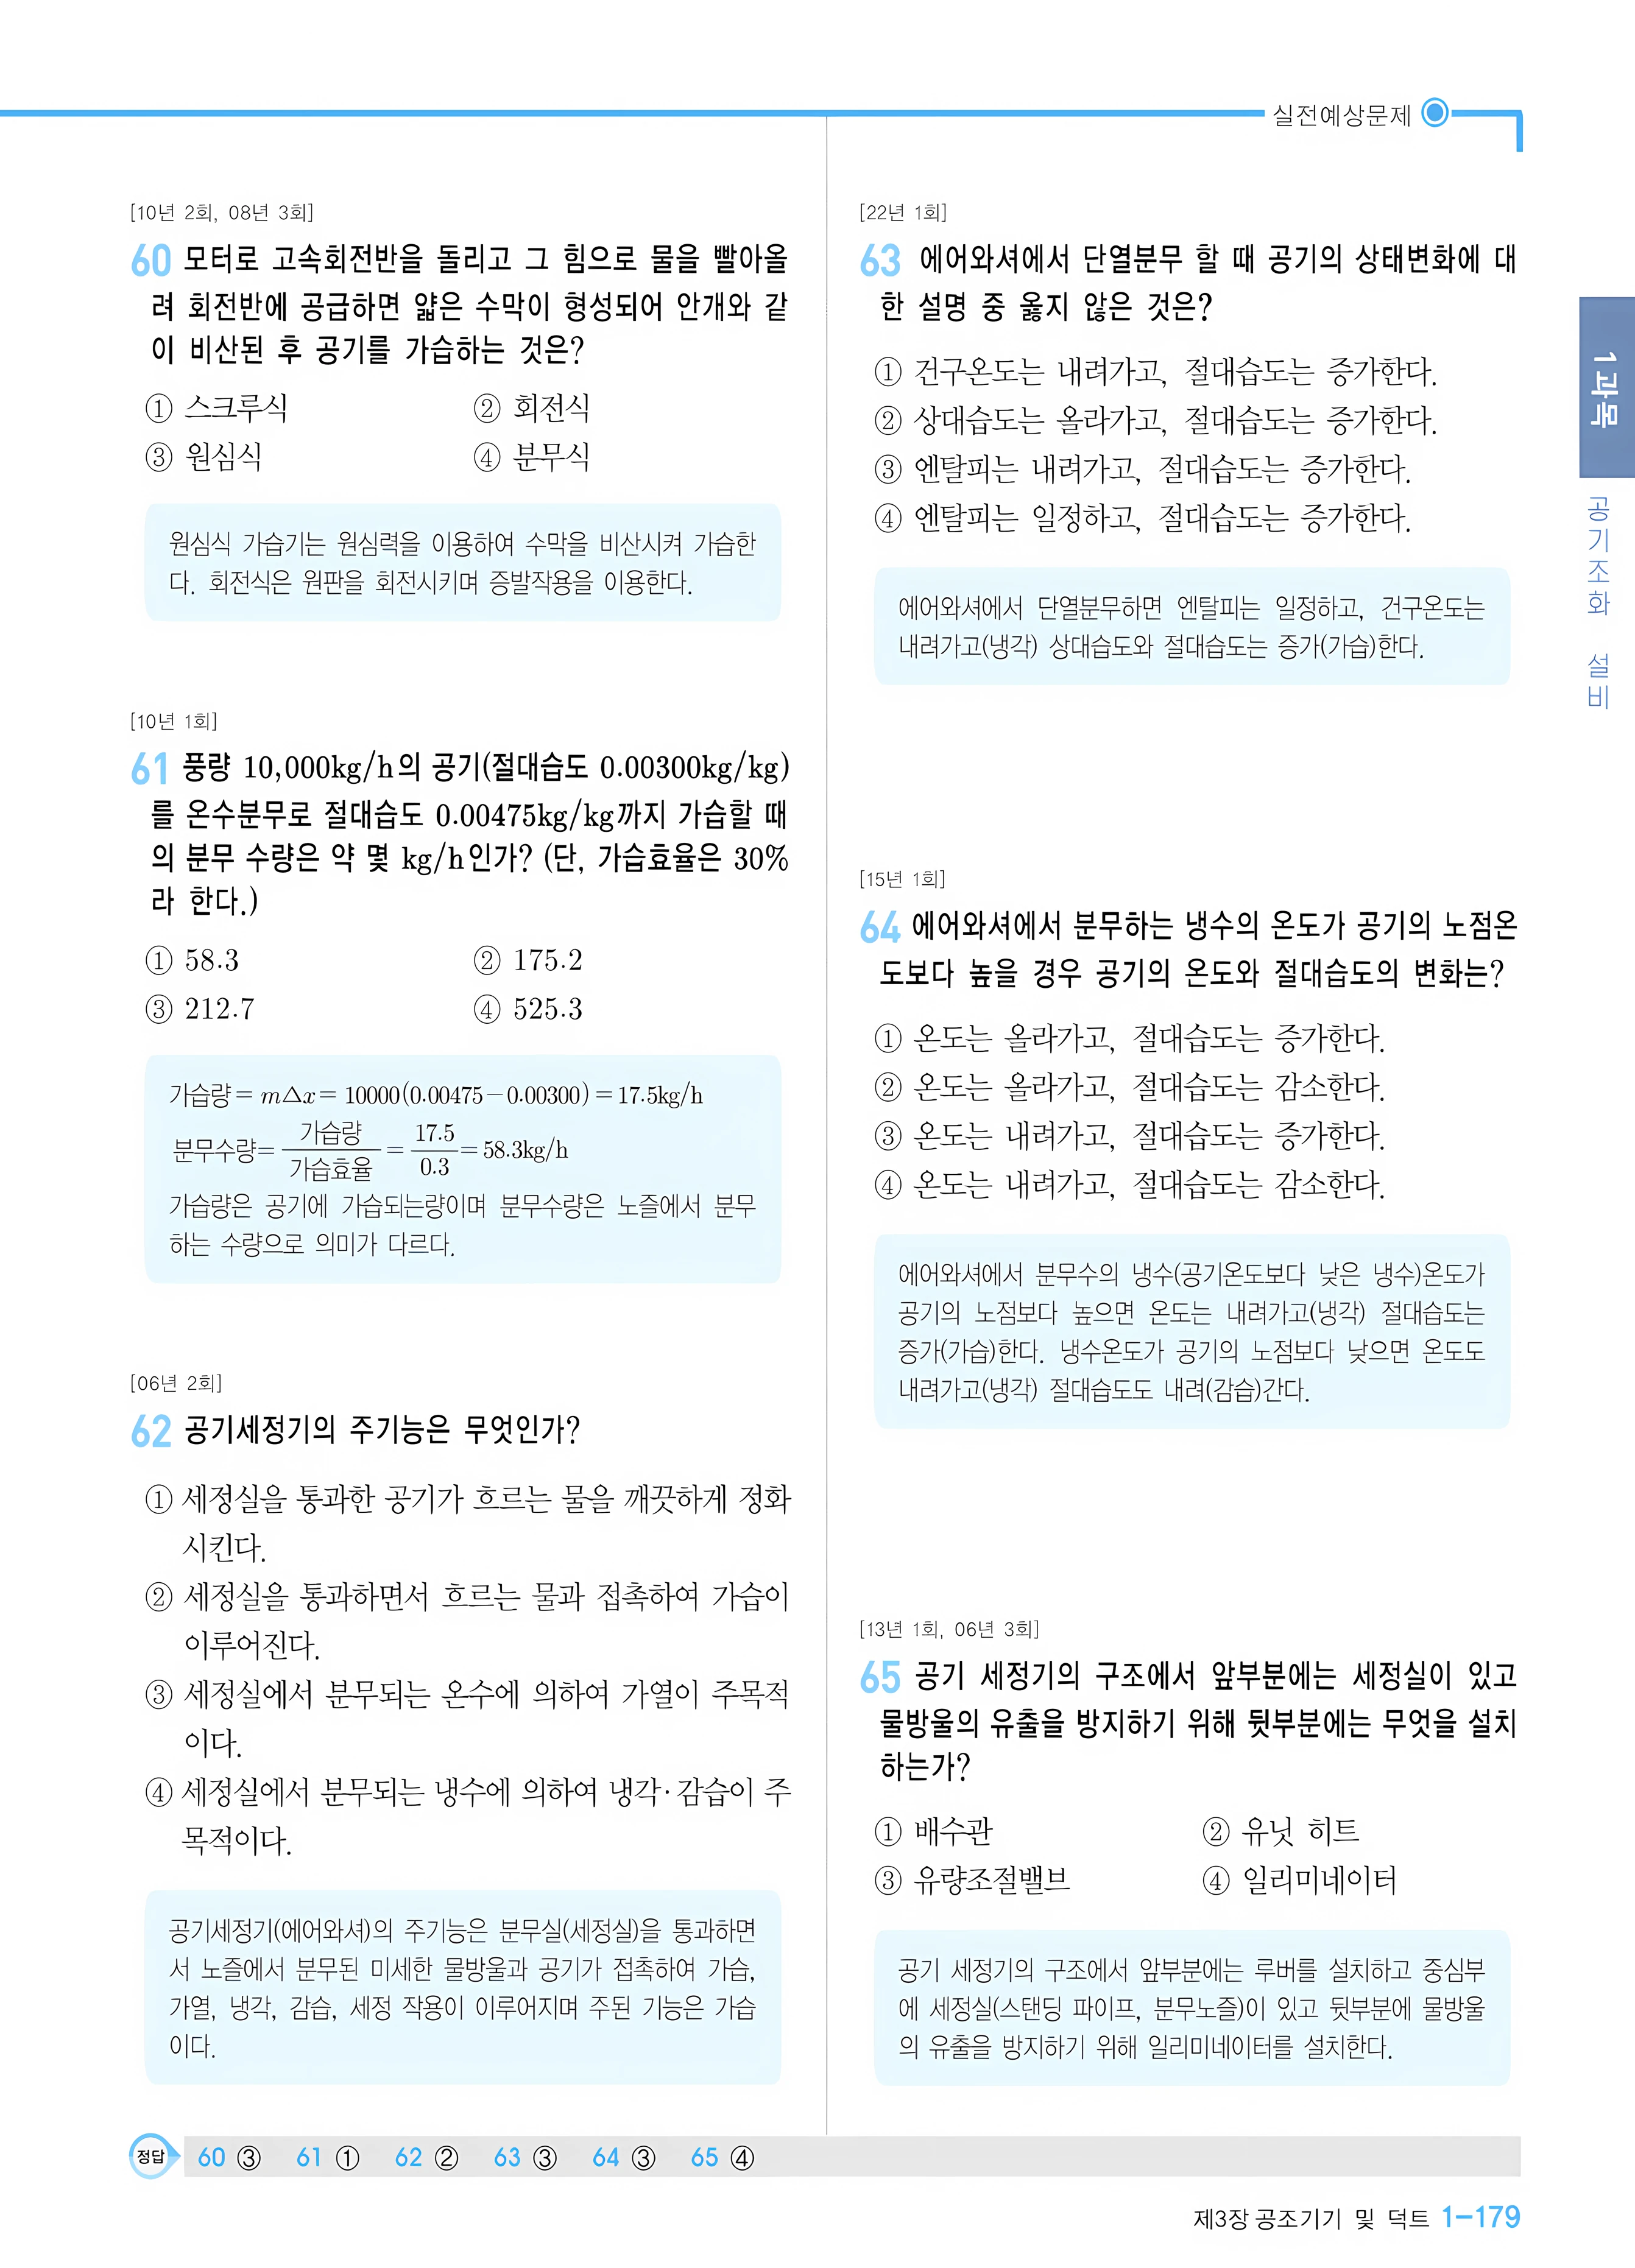 실전예상문제
[10년 2회, 08년 3회]
60 모터로 고속회전반을 돌리고 그 힘으로 물을 빨아올
려 회전반에 공급하면 얇은 수막이 형성되어 안개와 같
이 비산된 후 공기를 가습하는 것은?
① 스크루식 ② 회전식
③ 원심식 ④ 분무식
원심식 가습기는 원심력을 이용하여 수막을 비산시켜 가습한
다. 회전식은 원판을 회전시키며 증발작용을 이용한다.
[10년 1회]
61 풍량 10,000kg/h의 공기(절대습도 0.00300kg/kg)
를 온수분무로 절대습도 0.00475kg/kg까지 가습할 때
의 분무 수량은 약 몇 kg/h인가? (단, 가습효율은 30%
라 한다.)
① 58.3 ② 175.2
③ 212.7 ④ 525.3
가습량 = m△x = 10000(0.00475−0.00300) = 17.5kg/h
분무수량= 가습량/가습효율 = 17.5/0.3 = 58.3kg/h
가습량은 공기에 가습되는량이며 분무수량은 노즐에서 분무
하는 수량으로 의미가 다르다.
[06년 2회]
62 공기세정기의 주기능은 무엇인가?
① 세정실을 통과한 공기가 흐르는 물을 깨끗하게 정화
시킨다.
② 세정실을 통과하면서 흐르는 물과 접촉하여 가습이
이루어진다.
③ 세정실에서 분무되는 온수에 의하여 가열이 주목적
이다.
④ 세정실에서 분무되는 냉수에 의하여 냉각·감습이 주
목적이다.
공기세정기(에어와셔)의 주기능은 분무실(세정실)을 통과하면
서 노즐에서 분무된 미세한 물방울과 공기가 접촉하여 가습,
가열, 냉각, 감습, 세정 작용이 이루어지며 주된 기능은 가습
이다.
[22년 1회]
63 에어와셔에서 단열분무 할 때 공기의 상태변화에 대
한 설명 중 옳지 않은 것은?
① 건구온도는 내려가고, 절대습도는 증가한다.
② 상대습도는 올라가고, 절대습도는 증가한다.
③ 엔탈피는 내려가고, 절대습도는 증가한다.
④ 엔탈피는 일정하고, 절대습도는 증가한다.
에어와셔에서 단열분무하면 엔탈피는 일정하고, 건구온도는
내려가고(냉각) 상대습도와 절대습도는 증가(가습)한다.
[15년 1회]
64 에어와셔에서 분무하는 냉수의 온도가 공기의 노점온
도보다 높을 경우 공기의 온도와 절대습도의 변화는?
① 온도는 올라가고, 절대습도는 증가한다.
② 온도는 올라가고, 절대습도는 감소한다.
③ 온도는 내려가고, 절대습도는 증가한다.
④ 온도는 내려가고, 절대습도는 감소한다.
에어와셔에서 분무수의 냉수(공기온도보다 낮은 냉수)온도가
공기의 노점보다 높으면 온도는 내려가고(냉각) 절대습도는
증가(가습)한다. 냉수온도가 공기의 노점보다 낮으면 온도도
내려가고(냉각) 절대습도도 내려(감습)간다.
[13년 1회, 06년 3회]
65 공기 세정기의 구조에서 앞부분에는 세정실이 있고
물방울의 유출을 방지하기 위해 뒷부분에는 무엇을 설치
하는가?
① 배수관 ② 유닛 히트
③ 유량조절밸브 ④ 일리미네이터
공기 세정기의 구조에서 앞부분에는 루버를 설치하고 중심부
에 세정실(스탠딩 파이프, 분무노즐)이 있고 뒷부분에 물방울
의 유출을 방지하기 위해 일리미네이터를 설치한다.
1과목
공기조화 설비
정답 60 ③ 61 ① 62 ② 63 ③ 64 ③ 65 ④
제3장 공조기기 및 덕트 1-179